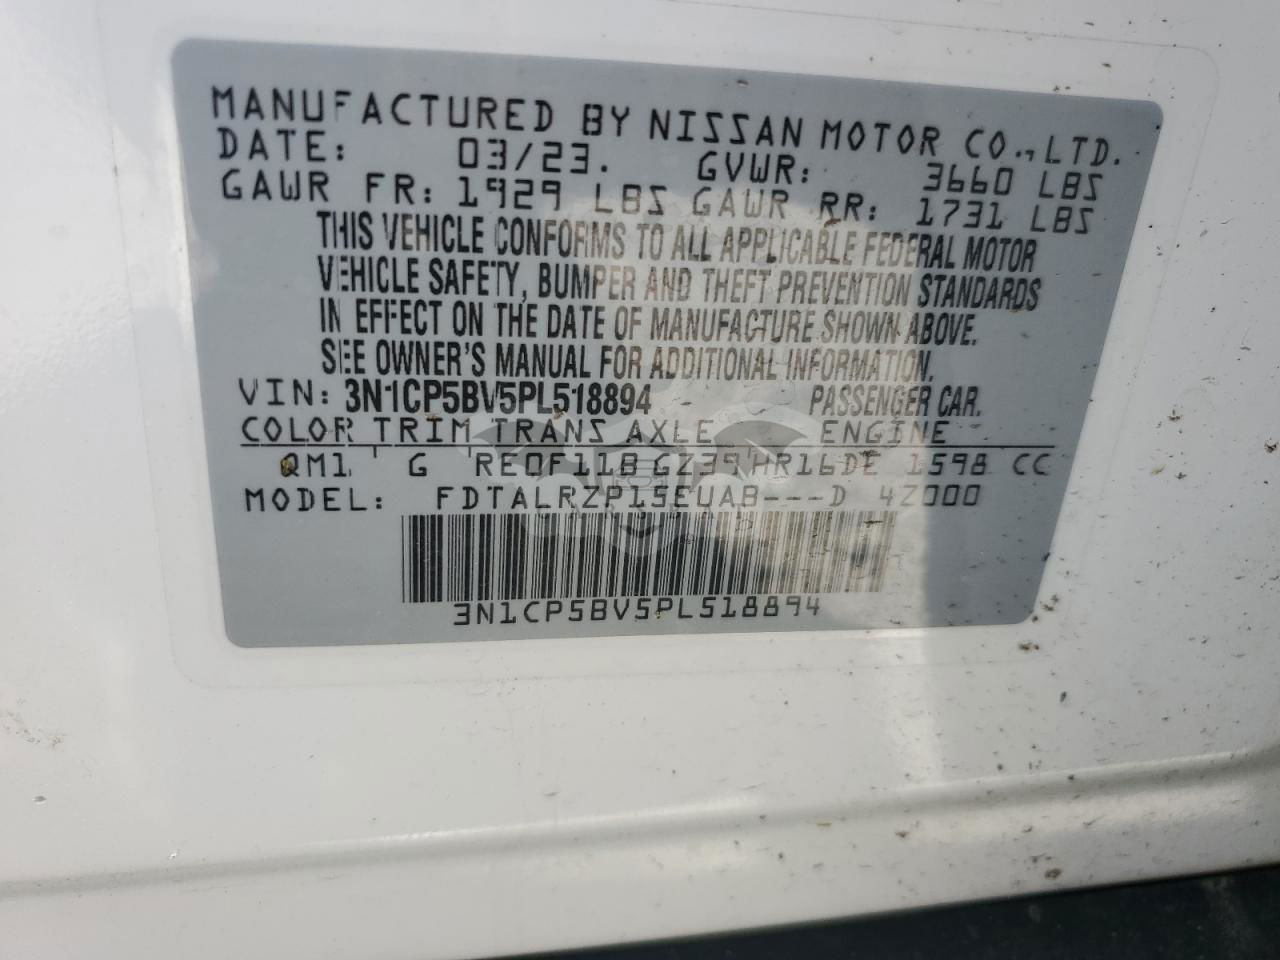 MANUFACTURED BY NISSAN MOTOR CO., LTD.
DATE: 03/23. GVWR: 3660 LBS
GAWR FR: 1929 LBS GAWR RR: 1731 LBS
THIS VEHICLE CONFORMS TO ALL APPLICABLE FEDERAL MOTOR
VEHICLE SAFETY, BUMPER AND THEFT PREVENTION STANDARDS
IN EFFECT ON THE DATE OF MANUFACTURE SHOWN ABOVE.
SEE OWNER'S MANUAL FOR ADDITIONAL INFORMATION.
VIN: 3N1CP5BV5PL518894 PASSENGER CAR.
COLOR TRIM TRANS AXLE ENGINE
QM1 G RE0F11B GZ39 HR16DE 1598 CC
MODEL: FDTALRZP15EUAB---D 4Z000
3N1CP5BV5PL518894